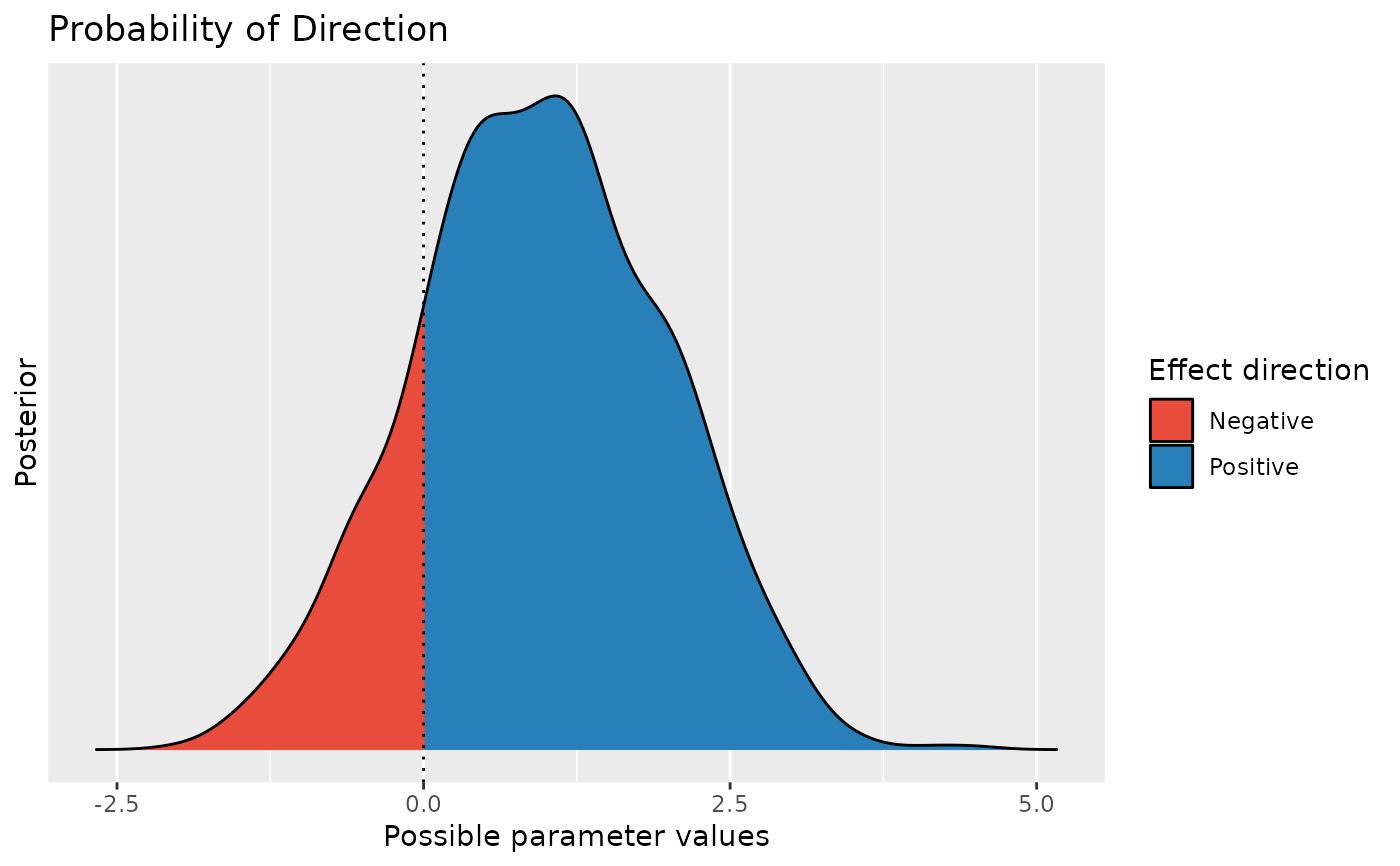 Probability of Direction
Posterior
-2.5
0.0
2.5
5.0
Possible parameter values
Effect direction
Negative
Positive